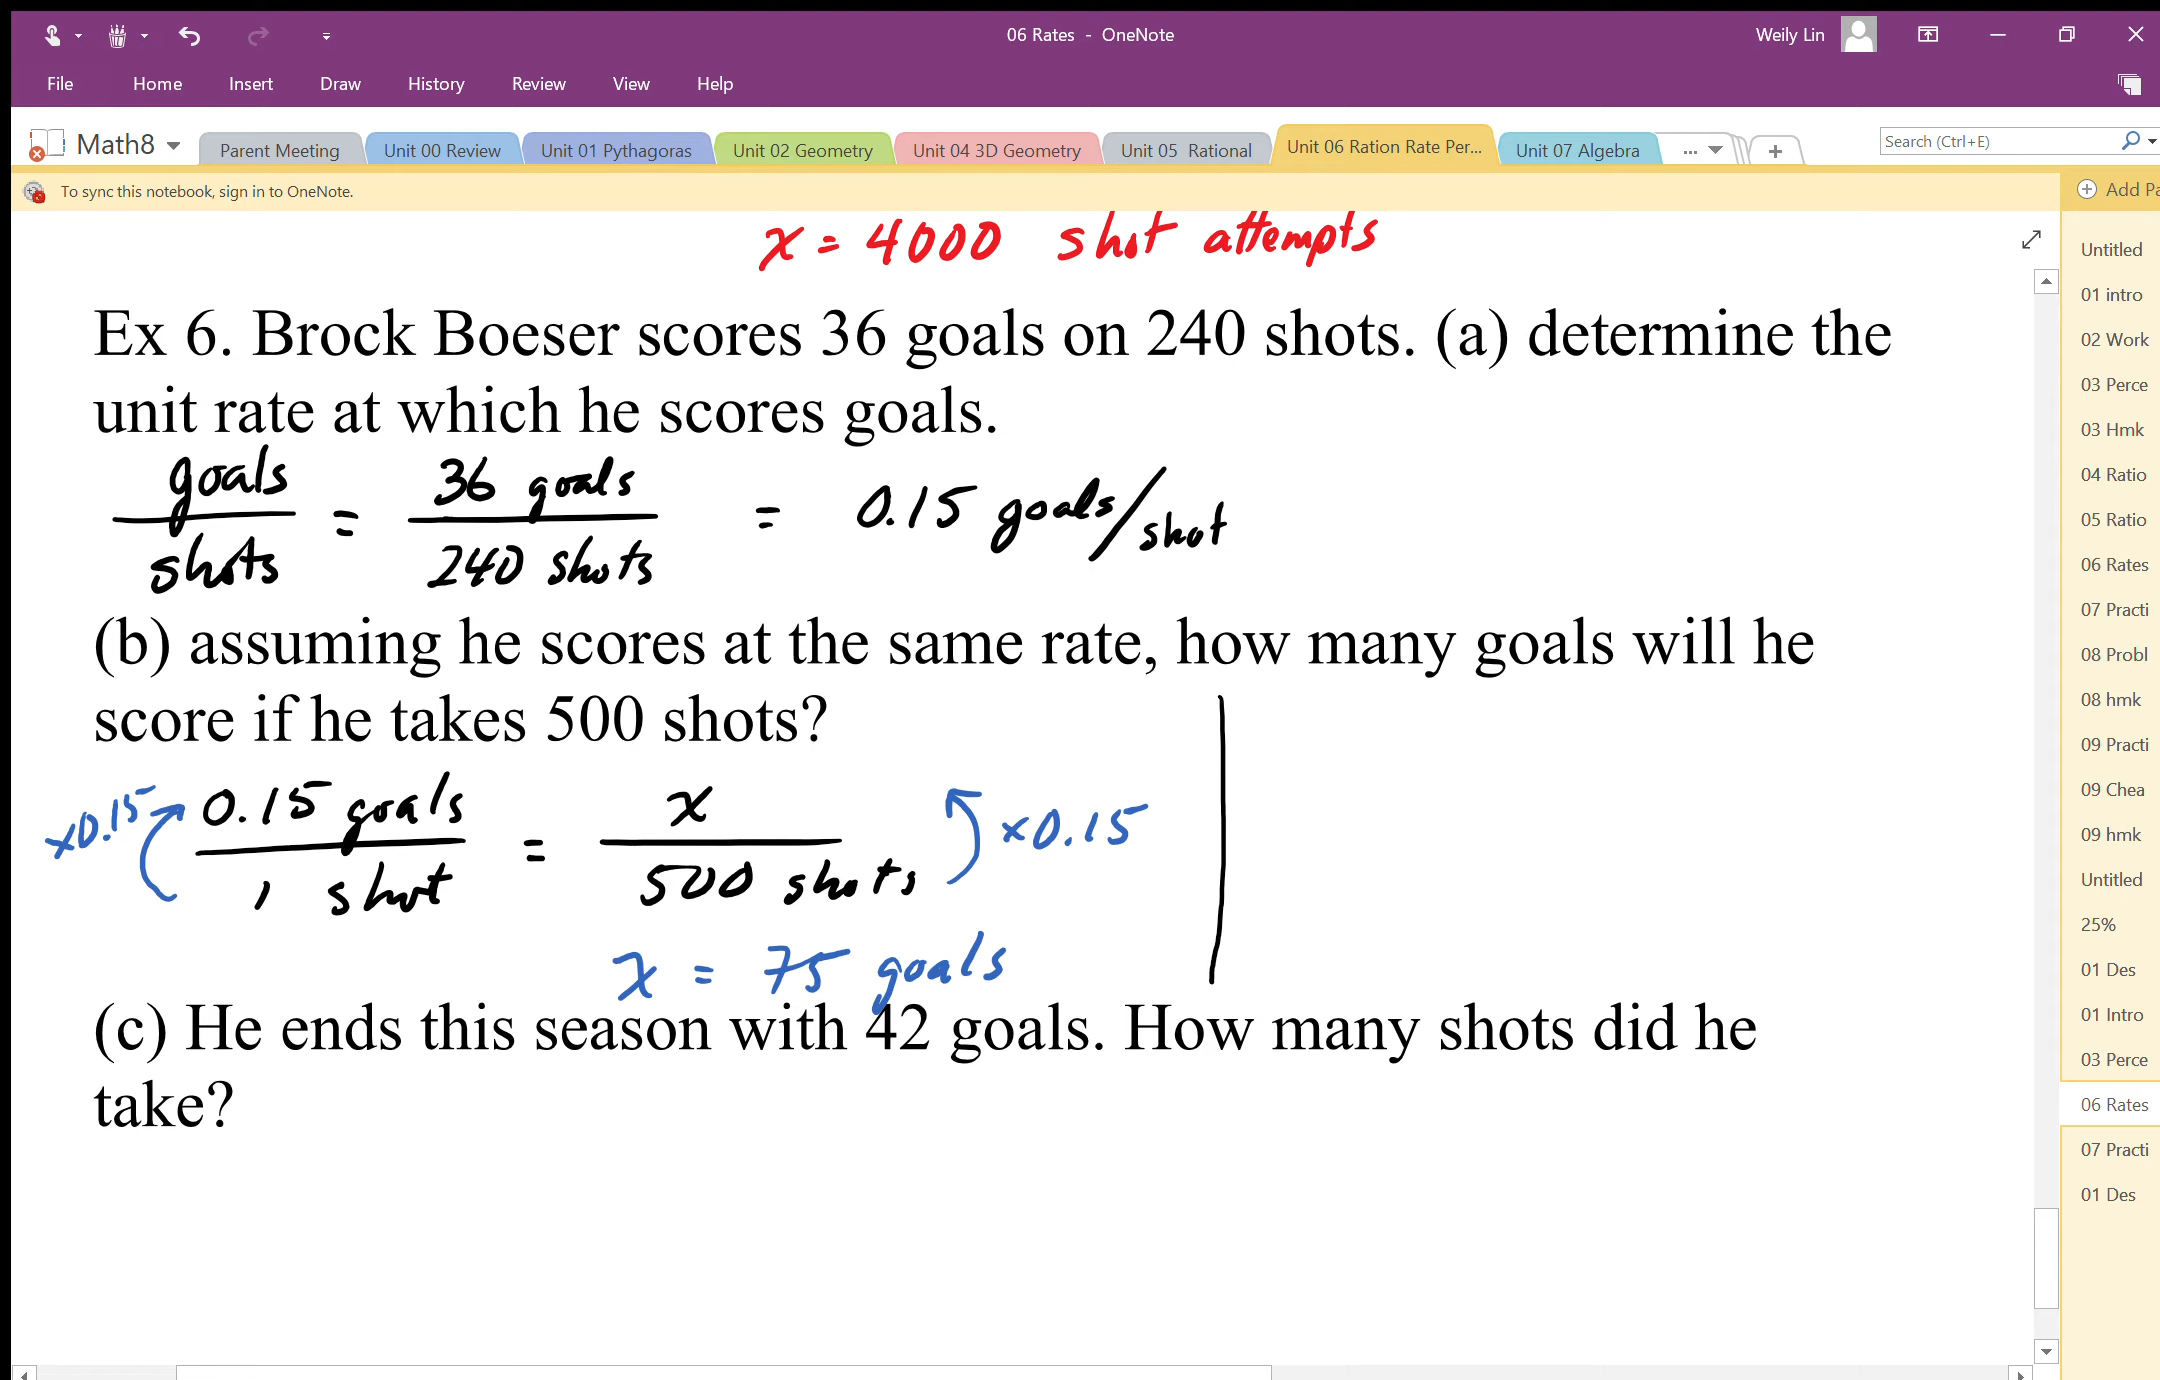 06 Rates - OneNote
Weily Lin
File Home Insert Draw History Review View Help
Math8
Parent Meeting
Unit 00 Review
Unit 01 Pythagoras
Unit 02 Geometry
Unit 04 3D Geometry
Unit 05 Rational
Unit 06 Ration Rate Per...
Unit 07 Algebra
...
Search (Ctrl+E)
To sync this notebook, sign in to OneNote.
x = 4000 shot attempts
Ex 6. Brock Boeser scores 36 goals on 240 shots. (a) determine the
unit rate at which he scores goals.
goals / shots = 36 goals / 240 shots = 0.15 goals/shot
(b) assuming he scores at the same rate, how many goals will he
score if he takes 500 shots?
×0.15 0.15 goals / 1 shot = x / 500 shots ×0.15
x = 75 goals
(c) He ends this season with 42 goals. How many shots did he
take?
Add Pa
Untitled
01 intro
02 Work
03 Perce
03 Hmk
04 Ratio
05 Ratio
06 Rates
07 Practi
08 Probl
08 hmk
09 Practi
09 Chea
09 hmk
Untitled
25%
01 Des
01 Intro
03 Perce
06 Rates
07 Practi
01 Des